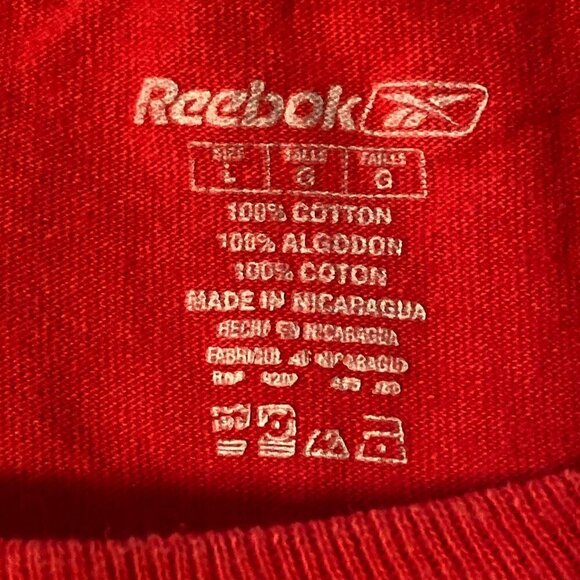 Reebok
SIZE TALLA TAILLE
L G G
100% COTTON
100% ALGODON
100% COTON
MADE IN NICARAGUA
HECHO EN NICARAGUA